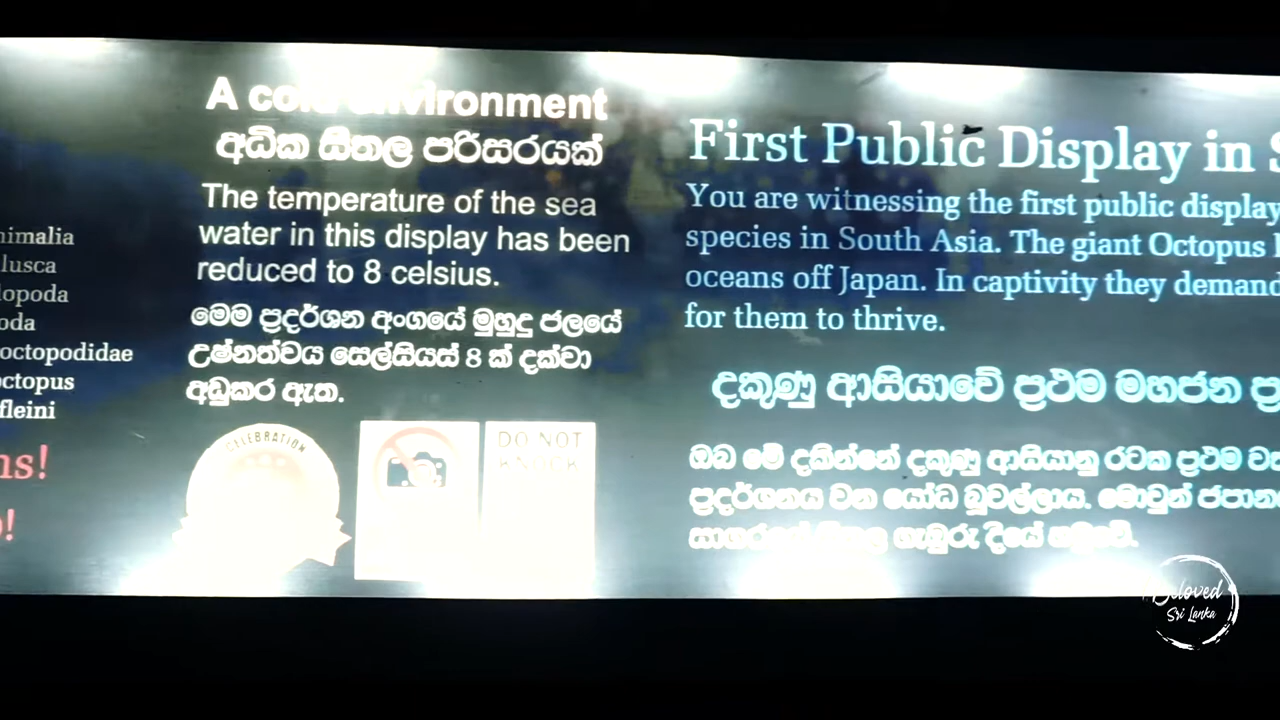 nimalia
lusca
lopoda
oda
octopodidae
octopus
fleini
ns!
A cold environment
අධික සීතල පරිසරයක්
The temperature of the sea
water in this display has been
reduced to 8 celsius.
මෙම ප්‍රදර්ශන අංගයේ මුහුදු ජලයේ
උෂ්නත්වය සෙල්සියස් 8 ක් දක්වා
අඩුකර ඇත.
CELEBRATION
DO NOT
KNOCK
First Public Display in S
You are witnessing the first public display
species in South Asia. The giant Octopus
oceans off Japan. In captivity they demand
for them to thrive.
දකුණු ආසියාවේ ප්‍රථම මහජන ප්‍ර
ඔබ මේ දකින්නේ දකුණු ආසියානු රටක ප්‍රථම
ප්‍රදර්ශනය වන යෝධ බූවල්ලාය. මොවුන් ජපාන
ගැඹුරු දියේ
Beloved
Sri Lanka